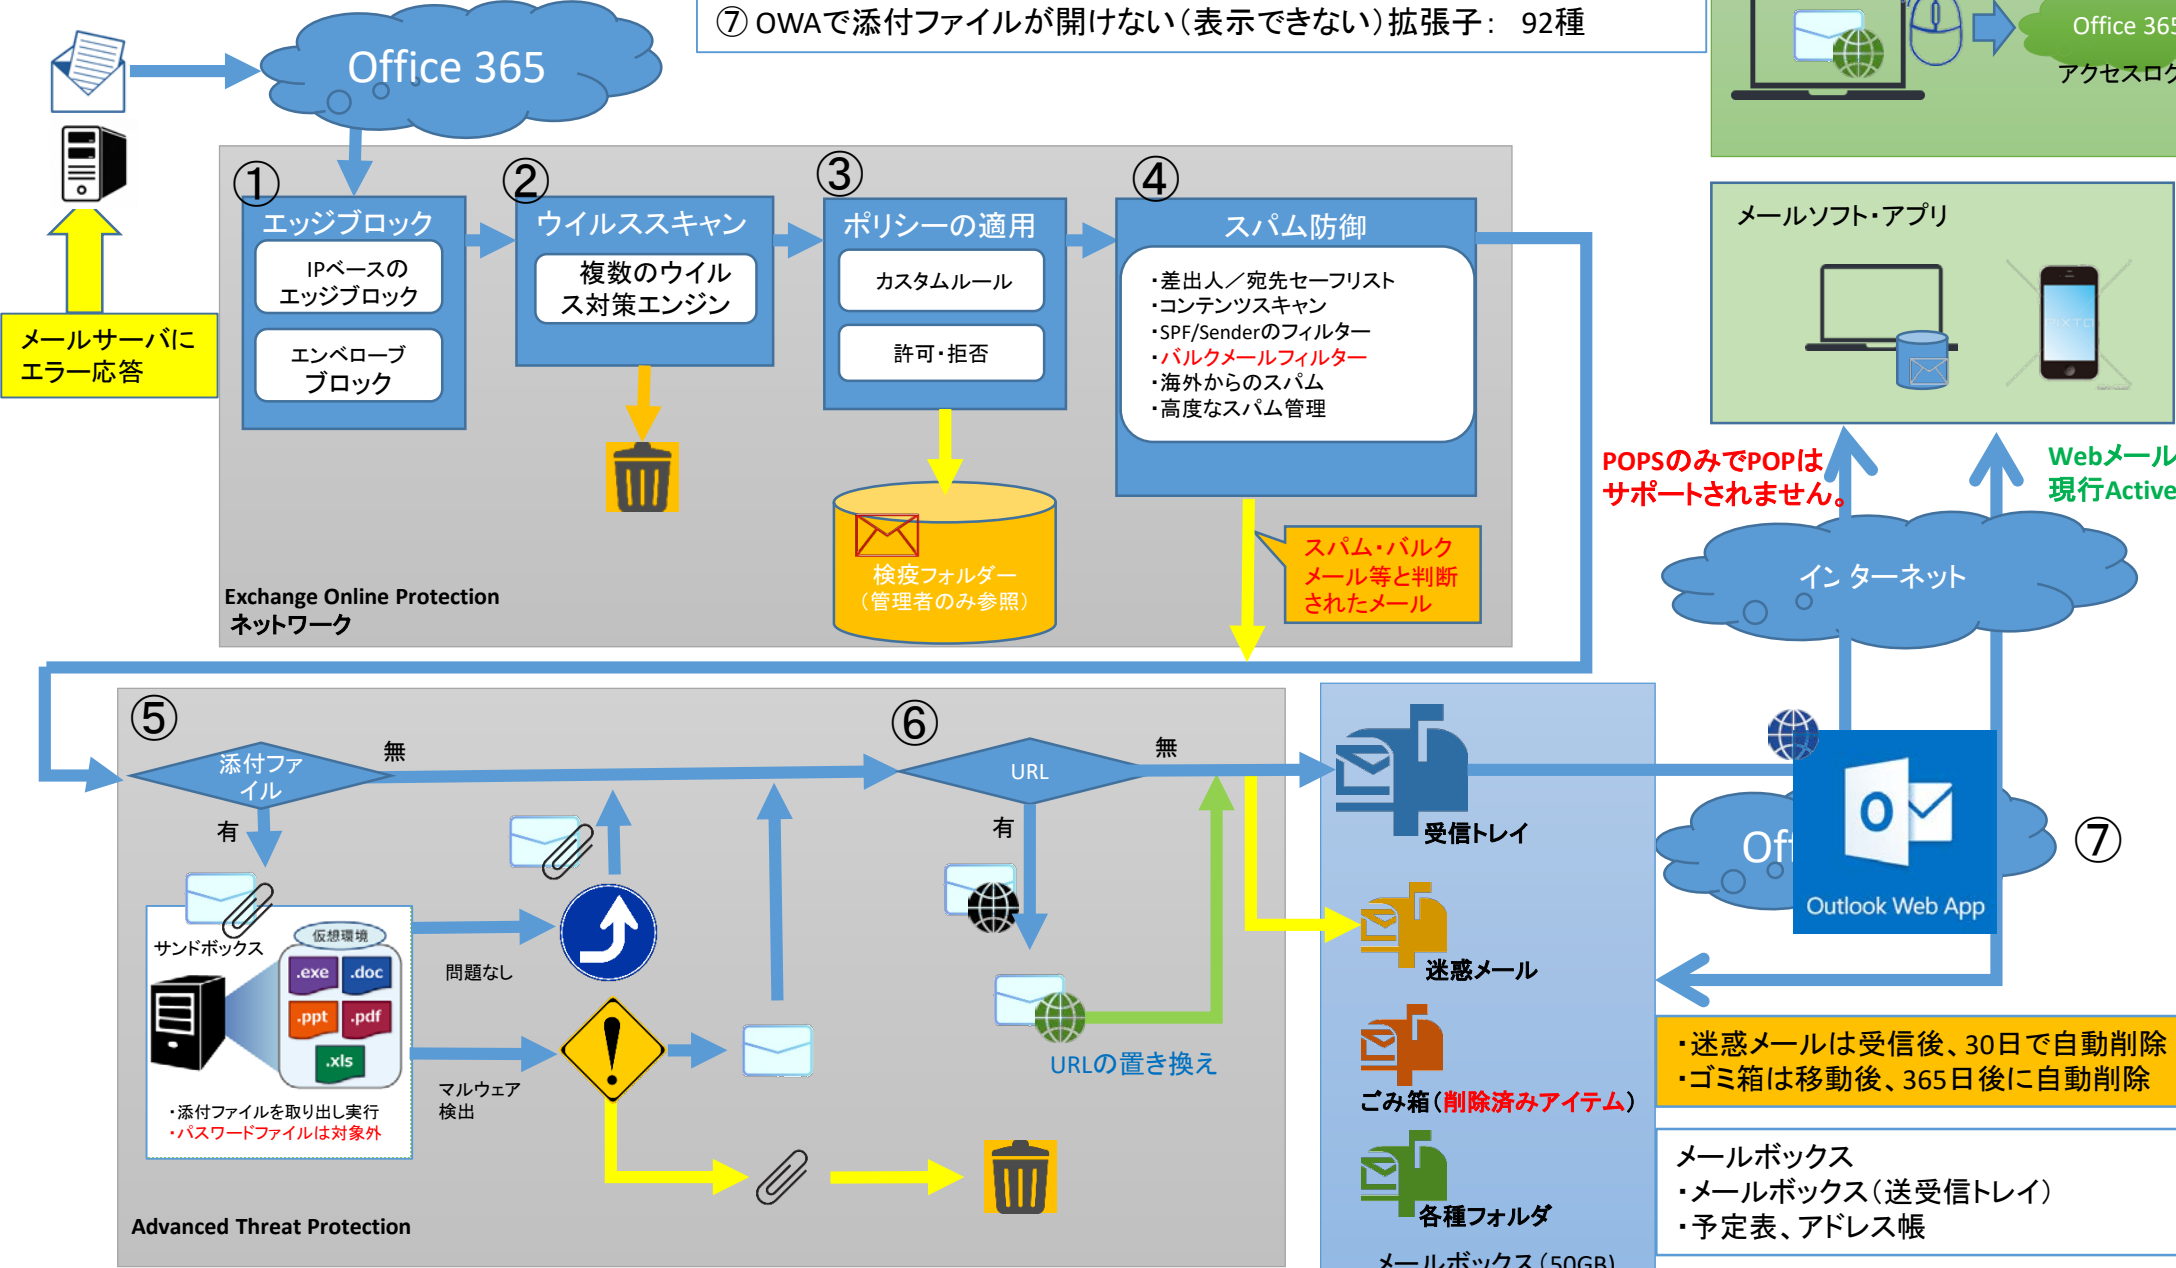 ⑦ OWAで添付ファイルが開けない（表示できない）拡張子： 92種
Office 365
Office 365
アクセスログ
①
エッジブロック
IPベースの
エッジブロック
エンベローブ
ブロック
②
ウイルススキャン
複数のウイル
ス対策エンジン
③
ポリシーの適用
カスタムルール
許可・拒否
④
スパム防御
・差出人／宛先セーフリスト
・コンテンツスキャン
・SPF/Senderのフィルター
・バルクメールフィルター
・海外からのスパム
・高度なスパム管理
メールサーバに
エラー応答
検疫フォルダー
（管理者のみ参照）
スパム・バルク
メール等と判断
されたメール
Exchange Online Protection
ネットワーク
メールソフト・アプリ
POPSのみでPOPは
サポートされません。
Webメール
現行Active
インターネット
⑤
添付ファ
イル
無
有
サンドボックス
仮想環境
.exe
.doc
.ppt
.pdf
.xls
・添付ファイルを取り出し実行
・パスワードファイルは対象外
問題なし
マルウェア
検出
⑥
URL
無
有
URLの置き換え
Advanced Threat Protection
受信トレイ
迷惑メール
ごみ箱（削除済みアイテム）
各種フォルダ
メールボックス（50GB）
Off
Outlook Web App
⑦
・迷惑メールは受信後、30日で自動削除
・ゴミ箱は移動後、365日後に自動削除
メールボックス
・メールボックス（送受信トレイ）
・予定表、アドレス帳